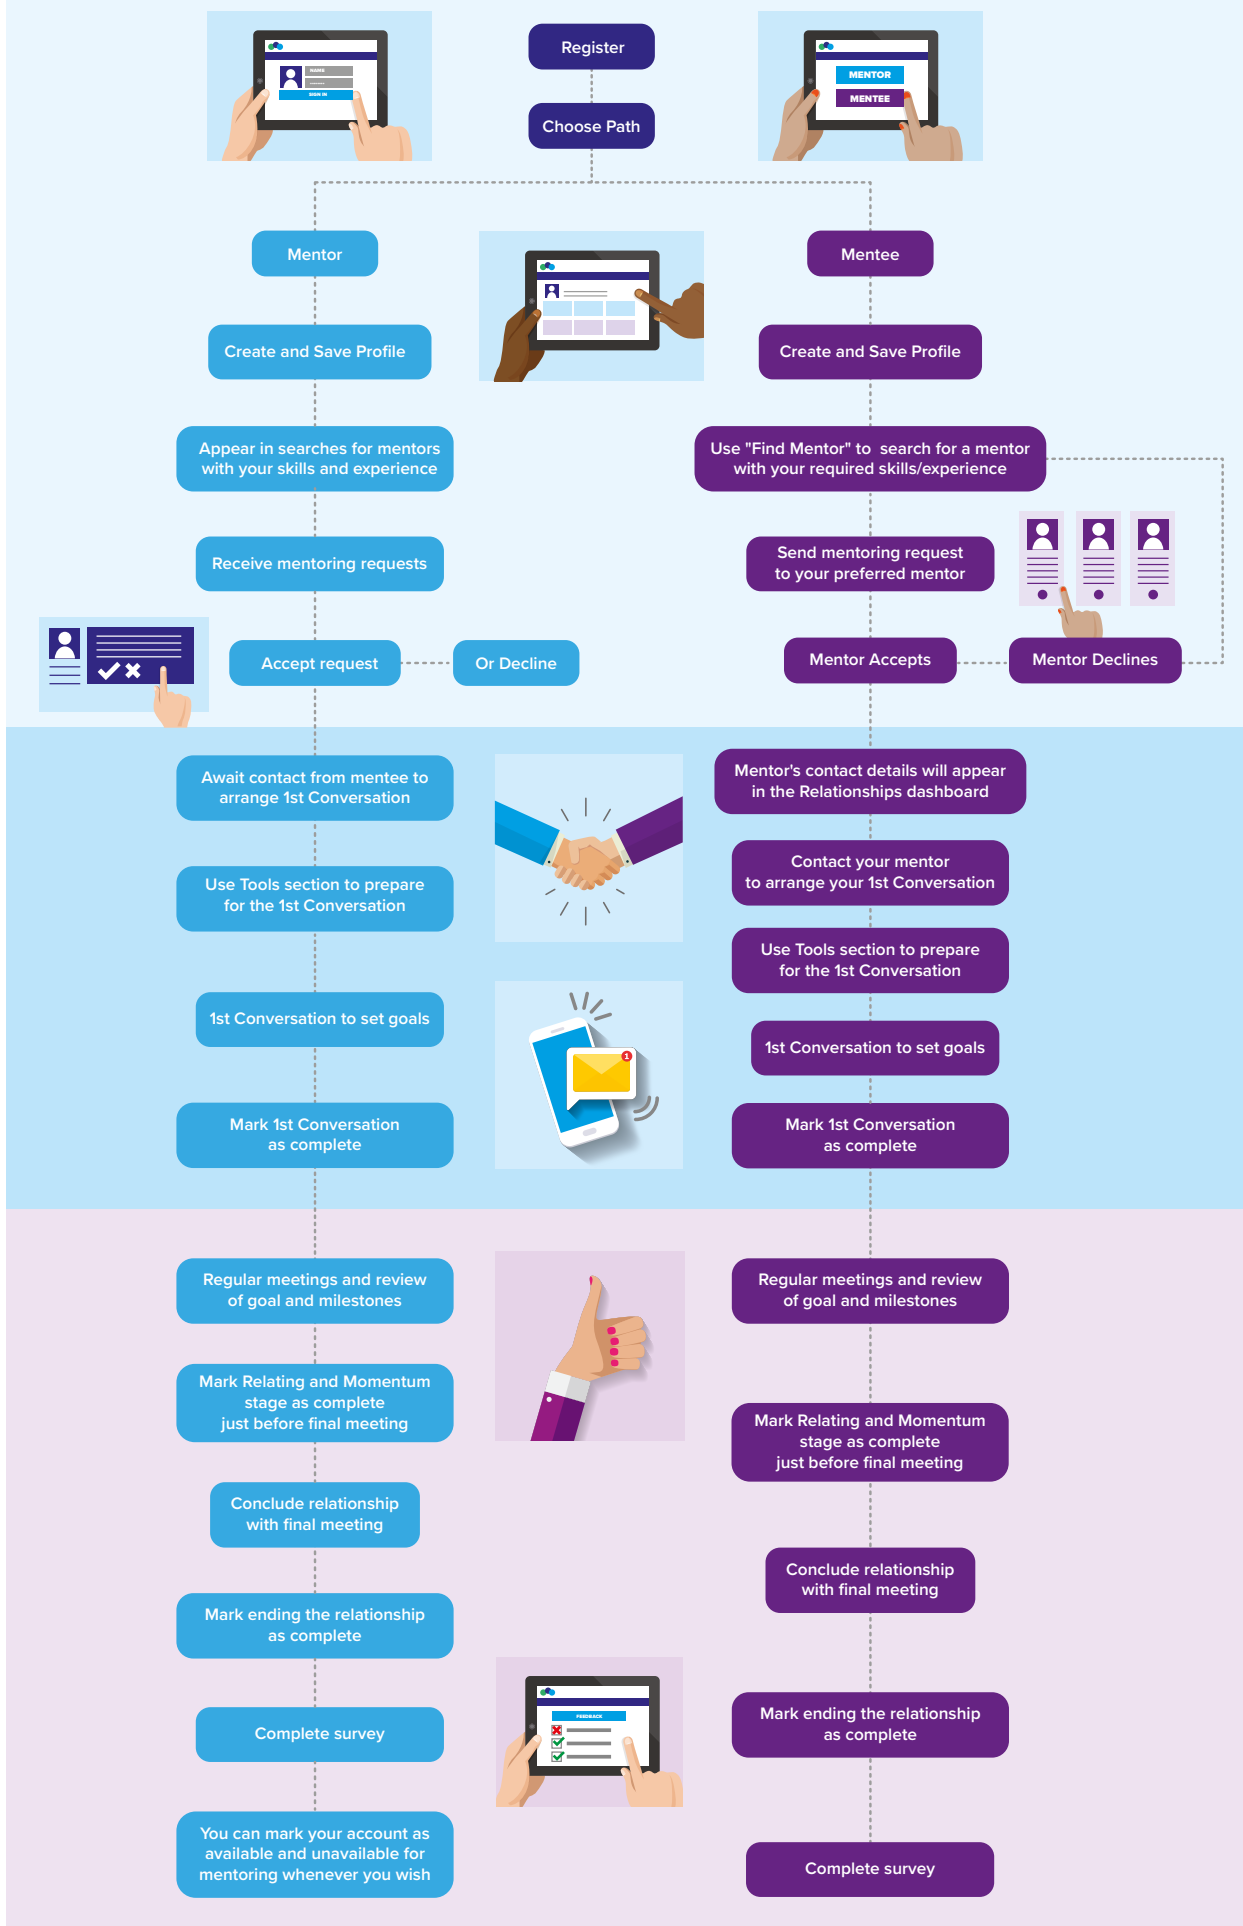 NAME
SIGN IN
Register
MENTOR
MENTEE
Choose Path
Mentor
Mentee
Create and Save Profile
Create and Save Profile
Appear in searches for mentors
with your skills and experience
Use "Find Mentor" to search for a mentor
with your required skills/experience
Receive mentoring requests
Send mentoring request
to your preferred mentor
Accept request
Or Decline
Mentor Accepts
Mentor Declines
Await contact from mentee to
arrange 1st Conversation
Mentor's contact details will appear
in the Relationships dashboard
Use Tools section to prepare
for the 1st Conversation
Contact your mentor
to arrange your 1st Conversation
Use Tools section to prepare
for the 1st Conversation
1st Conversation to set goals
1st Conversation to set goals
1
Mark 1st Conversation
as complete
Mark 1st Conversation
as complete
Regular meetings and review
of goal and milestones
Regular meetings and review
of goal and milestones
Mark Relating and Momentum
stage as complete
just before final meeting
Mark Relating and Momentum
stage as complete
just before final meeting
Conclude relationship
with final meeting
Conclude relationship
with final meeting
Mark ending the relationship
as complete
Mark ending the relationship
as complete
FEEDBACK
Complete survey
You can mark your account as
available and unavailable for
mentoring whenever you wish
Complete survey